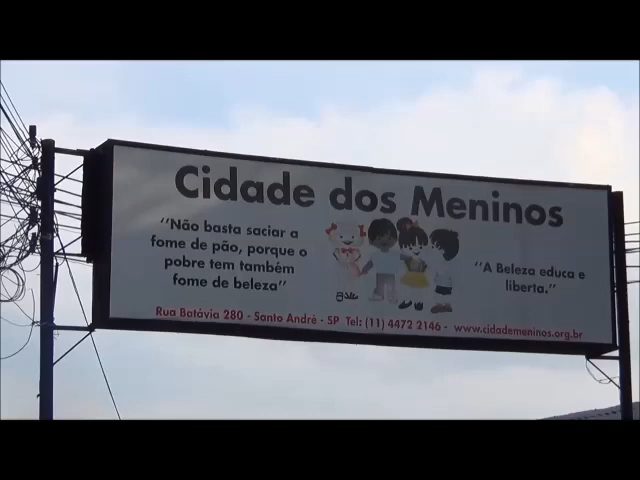 Cidade dos Meninos
“Não basta saciar a
fome de pão, porque o
pobre tem também
fome de beleza”
“A Beleza educa e
liberta.”
Rua Batávia 280 - Santo André - SP Tel: (11) 4472 2146 - www.cidademeninos.org.br